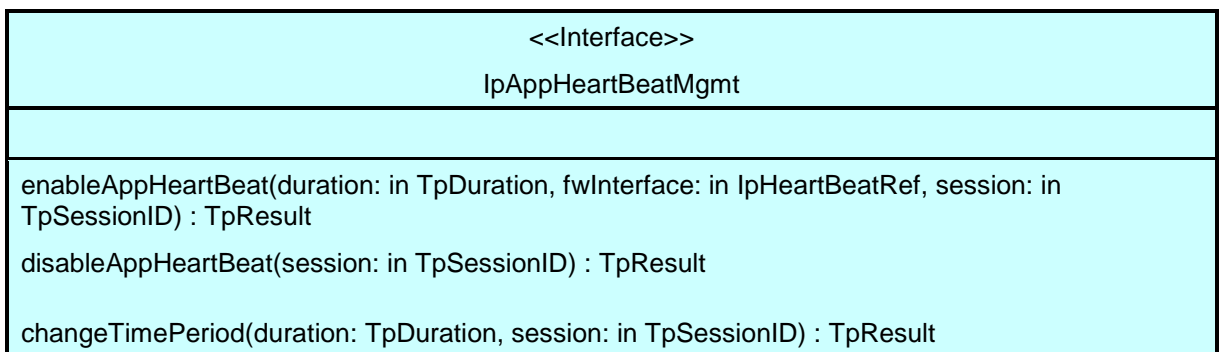 <<Interface>>
IpAppHeartBeatMgmt
enableAppHeartBeat(duration: in TpDuration, fwInterface: in IpHeartBeatRef, session: in
TpSessionID) : TpResult
disableAppHeartBeat(session: in TpSessionID) : TpResult
changeTimePeriod(duration: TpDuration, session: in TpSessionID) : TpResult